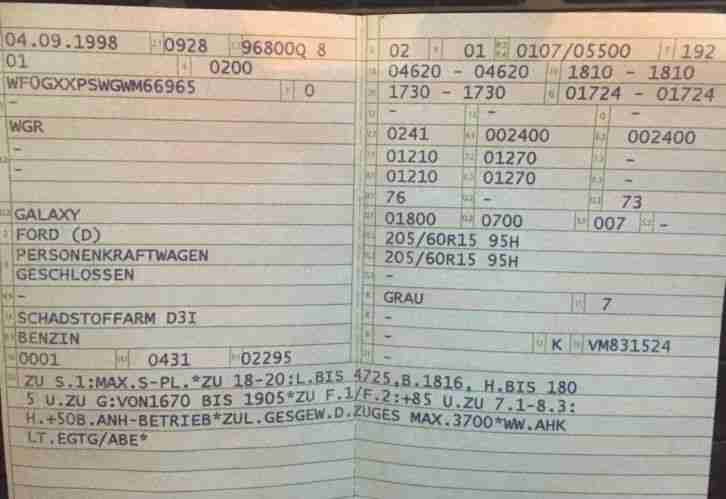 04.09.1998 0928 96800Q 8
01 0200
WF0GXXPSWGWM66965 0
-
WGR
-
-
GALAXY
FORD (D)
PERSONENKRAFTWAGEN
GESCHLOSSEN
-
SCHADSTOFFARM D3I
BENZIN
0001 0431 02295
02 01 0107/05500 192
04620 - 04620 1810 - 1810
1730 - 1730 01724 - 01724
- - -
0241 002400 002400
01210 01270 -
01210 01270 -
76 - 73
01800 0700 007 -
205/60R15 95H
205/60R15 95H
-
GRAU 7
-
- K VM831524
-
ZU S.1:MAX.S-PL.*ZU 18-20:L.BIS 4725,B.1816, H.BIS 180
5 U.ZU G:VON1670 BIS 1905*ZU F.1/F.2:+85 U.ZU 7.1-8.3:
H.+50B.ANH-BETRIEB*ZUL.GESGEW.D.ZUGES MAX.3700*WW.AHK
LT.EGTG/ABE*